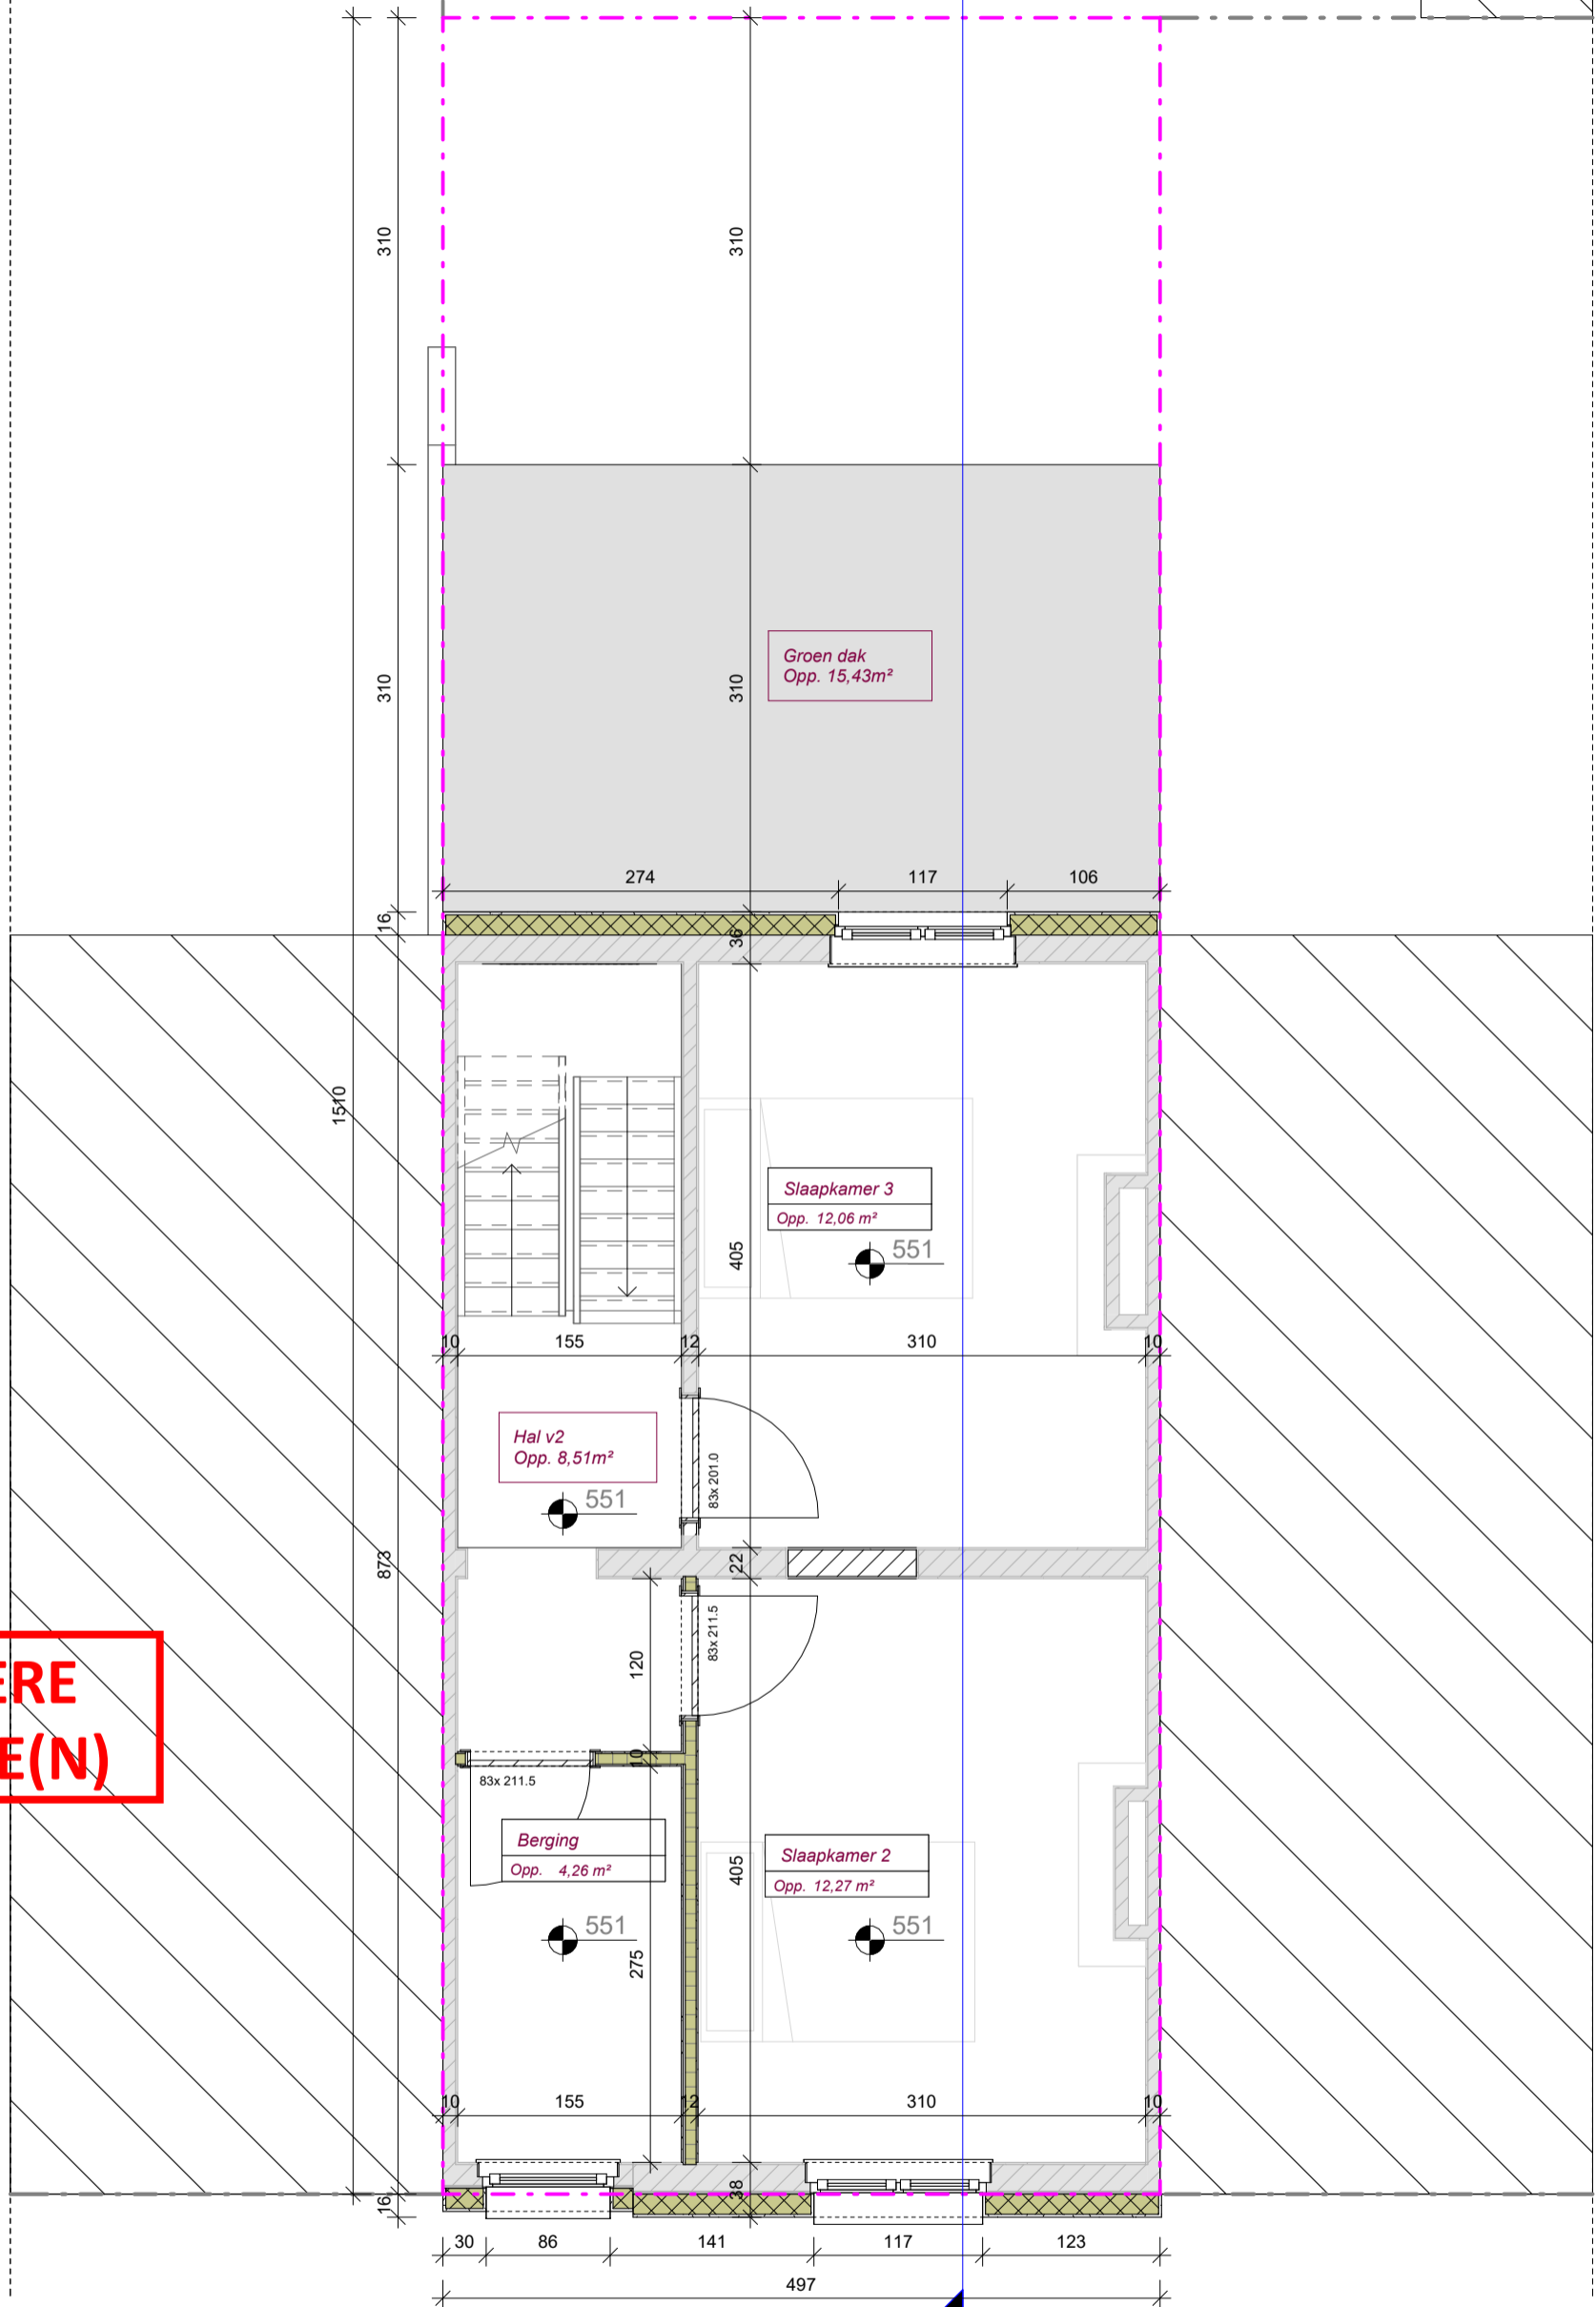 310
310
310
310
Groen dak
Opp. 15,43m²
274
117
106
16
36
1510
Slaapkamer 3
Opp. 12,06 m²
551
405
10
155
12
310
10
Hal v2
Opp. 8,51m²
551
83x 201.0
873
22
120
83x 211.5
ERE
E(N)
10
83x 211.5
Berging
Opp. 4,26 m²
Slaapkamer 2
Opp. 12,27 m²
405
551
551
275
10
155
12
310
10
16
38
30
86
141
117
123
497